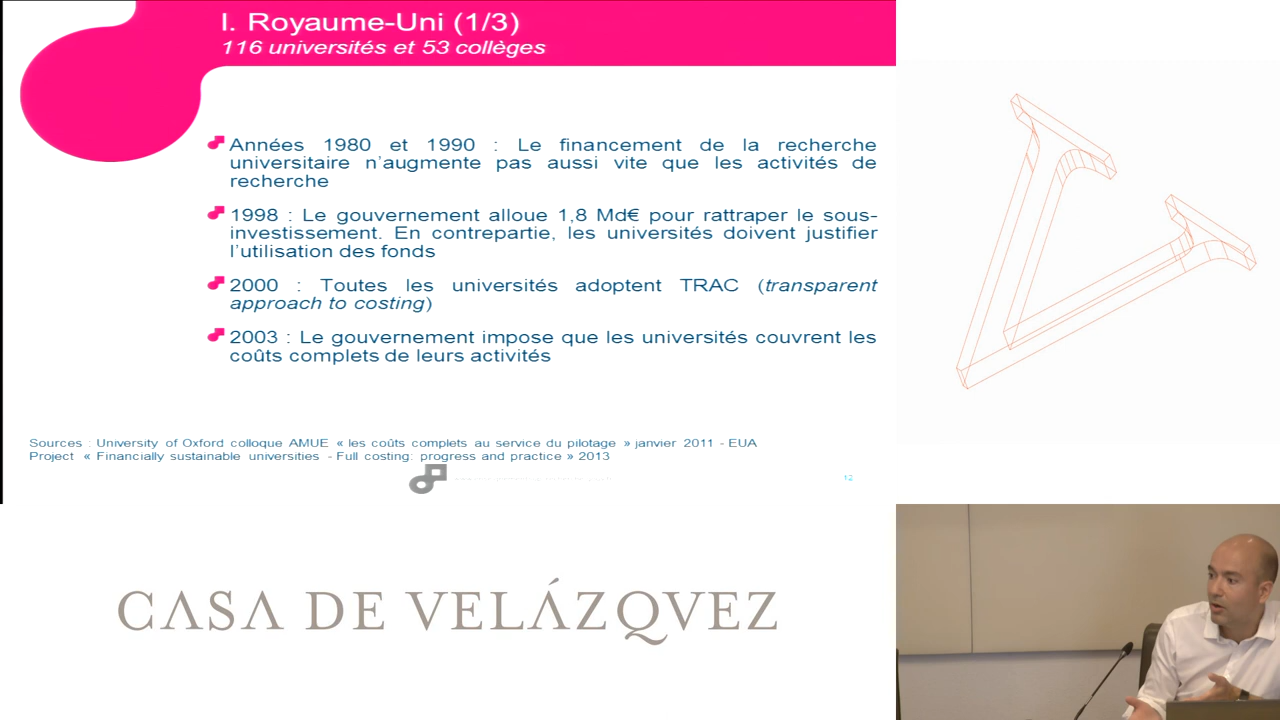 I. Royaume-Uni (1/3)
116 universités et 53 collèges
Années 1980 et 1990 : Le financement de la recherche
universitaire n’augmente pas aussi vite que les activités de
recherche
1998 : Le gouvernement alloue 1,8 Md€ pour rattraper le sous-
investissement. En contrepartie, les universités doivent justifier
l’utilisation des fonds
2000 : Toutes les universités adoptent TRAC (transparent
approach to costing)
2003 : Le gouvernement impose que les universités couvrent les
coûts complets de leurs activités
Sources : University of Oxford colloque AMUE « les coûts complets au service du pilotage » janvier 2011 - EUA
Project « Financially sustainable universities - Full costing: progress and practice » 2013
12
CASA DE VELÁZQVEZ